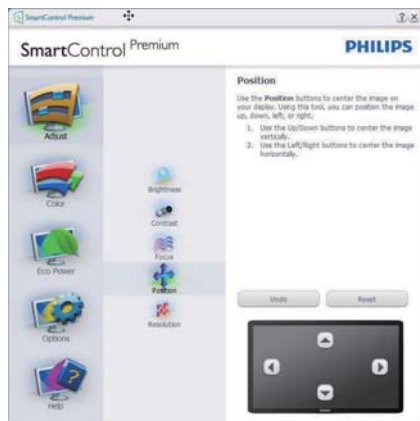 SmartControl Premium
SmartControl Premium
PHILIPS
Adjust
Color
Eco Power
Options
Help
Brightness
Contrast
Focus
Position
Resolution
Position
Use the Position buttons to center the image on
your display. Using this tool, you can position the image
up, down, left, or right.
1. Use the Up/Down buttons to center the image
vertically.
2. Use the Left/Right buttons to center the image
horizontally.
Undo
Reset